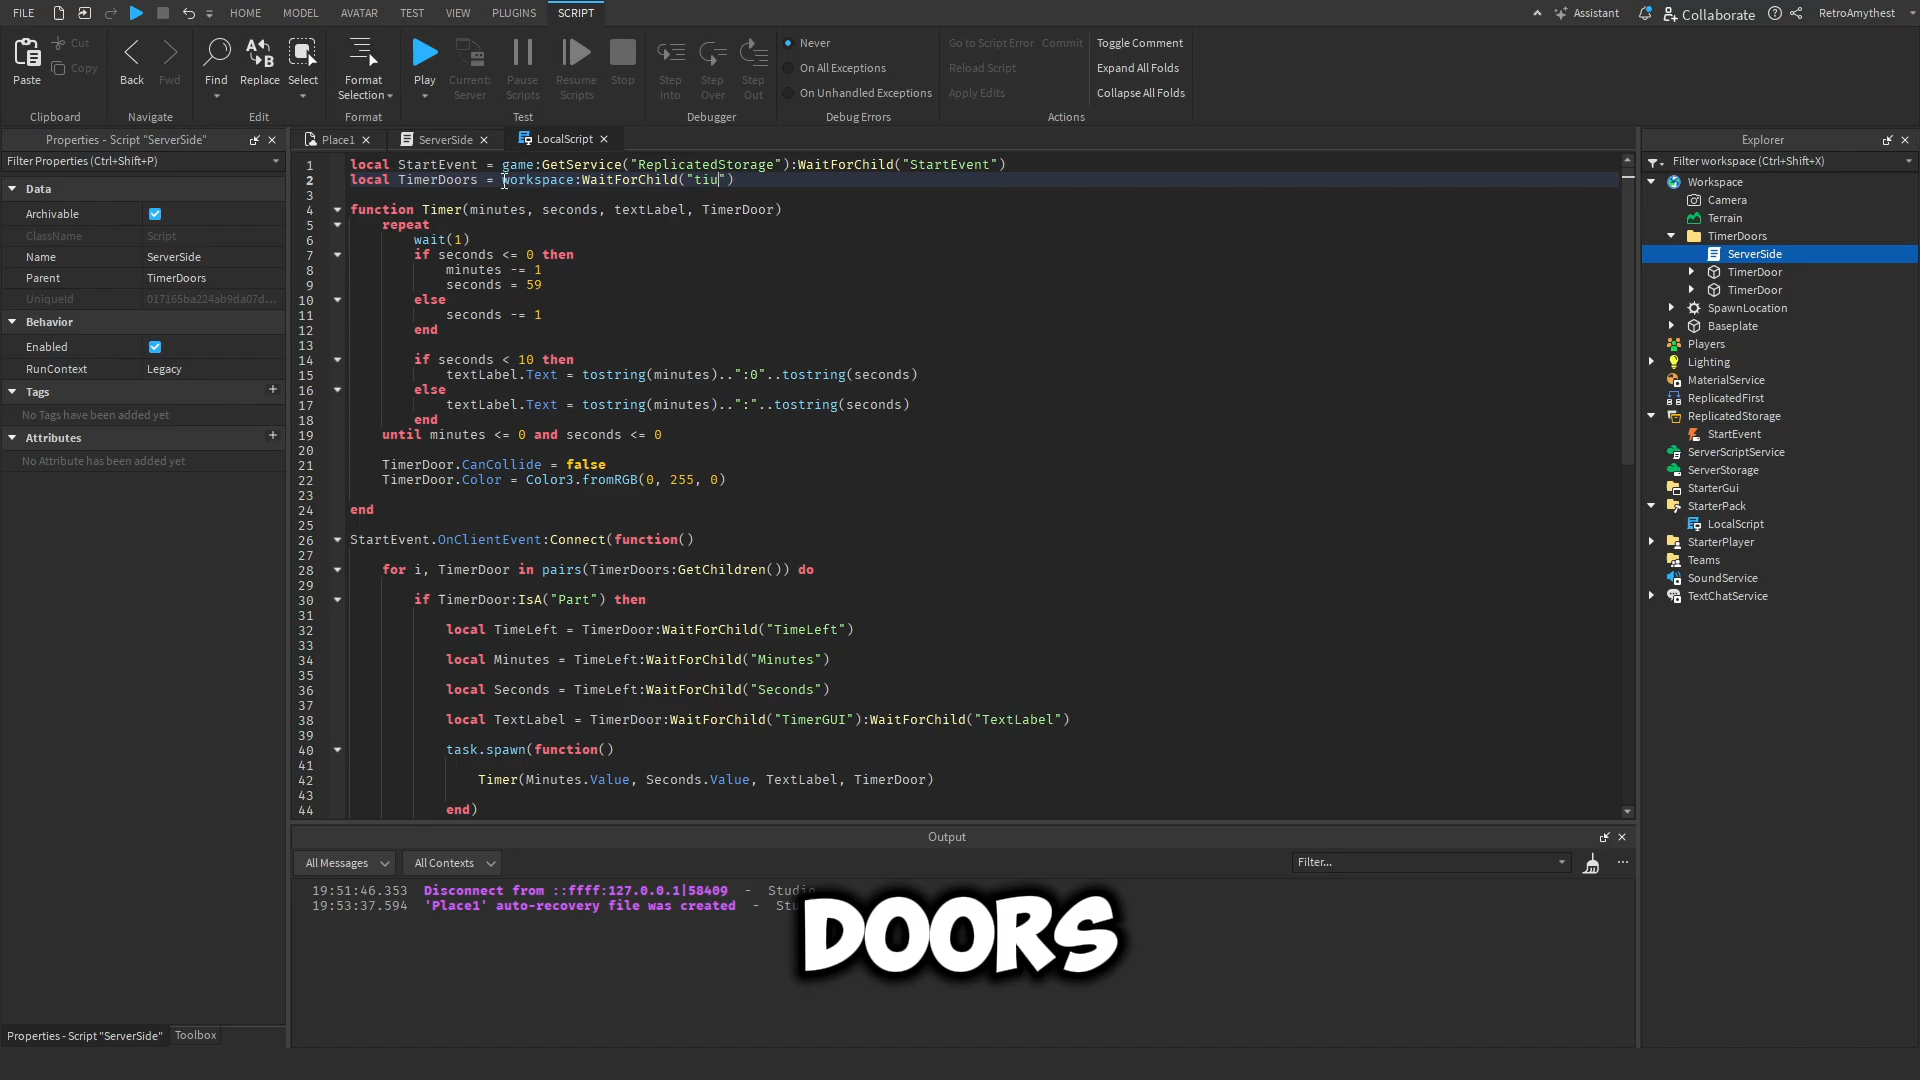 FILE HOME MODEL AVATAR TEST VIEW PLUGINS SCRIPT Assistant Collaborate RetroAmythest
Paste Cut Copy Back Fwd Find Replace Select Format Selection Play Current: Server Pause Scripts Resume Scripts Stop Step Into Step Over Step Out
Never
On All Exceptions
On Unhandled Exceptions
Go to Script Error Commit
Reload Script
Apply Edits
Toggle Comment
Expand All Folds
Collapse All Folds
Clipboard Navigate Edit Format Test Debugger Debug Errors Actions
Properties - Script "ServerSide"
Filter Properties (Ctrl+Shift+P)
Data
Archivable
ClassName Script
Name ServerSide
Parent TimerDoors
UniqueId 017165ba224ab9da07d...
Behavior
Enabled
RunContext Legacy
Tags +
No Tags have been added yet
Attributes +
No Attribute has been added yet
Properties - Script "ServerSide" Toolbox
Place1 ServerSide LocalScript
1 local StartEvent = game:GetService("ReplicatedStorage"):WaitForChild("StartEvent")
2 local TimerDoors = workspace:WaitForChild("tiu")
3
4 function Timer(minutes, seconds, textLabel, TimerDoor)
5 repeat
6 wait(1)
7 if seconds <= 0 then
8 minutes -= 1
9 seconds = 59
10 else
11 seconds -= 1
12 end
13
14 if seconds < 10 then
15 textLabel.Text = tostring(minutes)..":0"..tostring(seconds)
16 else
17 textLabel.Text = tostring(minutes)..":"..tostring(seconds)
18 end
19 until minutes <= 0 and seconds <= 0
20
21 TimerDoor.CanCollide = false
22 TimerDoor.Color = Color3.fromRGB(0, 255, 0)
23
24 end
25
26 StartEvent.OnClientEvent:Connect(function()
27
28 for i, TimerDoor in pairs(TimerDoors:GetChildren()) do
29
30 if TimerDoor:IsA("Part") then
31
32 local TimeLeft = TimerDoor:WaitForChild("TimeLeft")
33
34 local Minutes = TimeLeft:WaitForChild("Minutes")
35
36 local Seconds = TimeLeft:WaitForChild("Seconds")
37
38 local TextLabel = TimerDoor:WaitForChild("TimerGUI"):WaitForChild("TextLabel")
39
40 task.spawn(function()
41
42 Timer(Minutes.Value, Seconds.Value, TextLabel, TimerDoor)
43
44 end)
Output
All Messages All Contexts Filter...
19:51:46.353 Disconnect from ::ffff:127.0.0.1|58409 - Studio
19:53:37.594 'Place1' auto-recovery file was created - Stu
DOORS
Explorer
Filter workspace (Ctrl+Shift+X)
Workspace
Camera
Terrain
TimerDoors
ServerSide
TimerDoor
TimerDoor
SpawnLocation
Baseplate
Players
Lighting
MaterialService
ReplicatedFirst
ReplicatedStorage
StartEvent
ServerScriptService
ServerStorage
StarterGui
StarterPack
LocalScript
StarterPlayer
Teams
SoundService
TextChatService